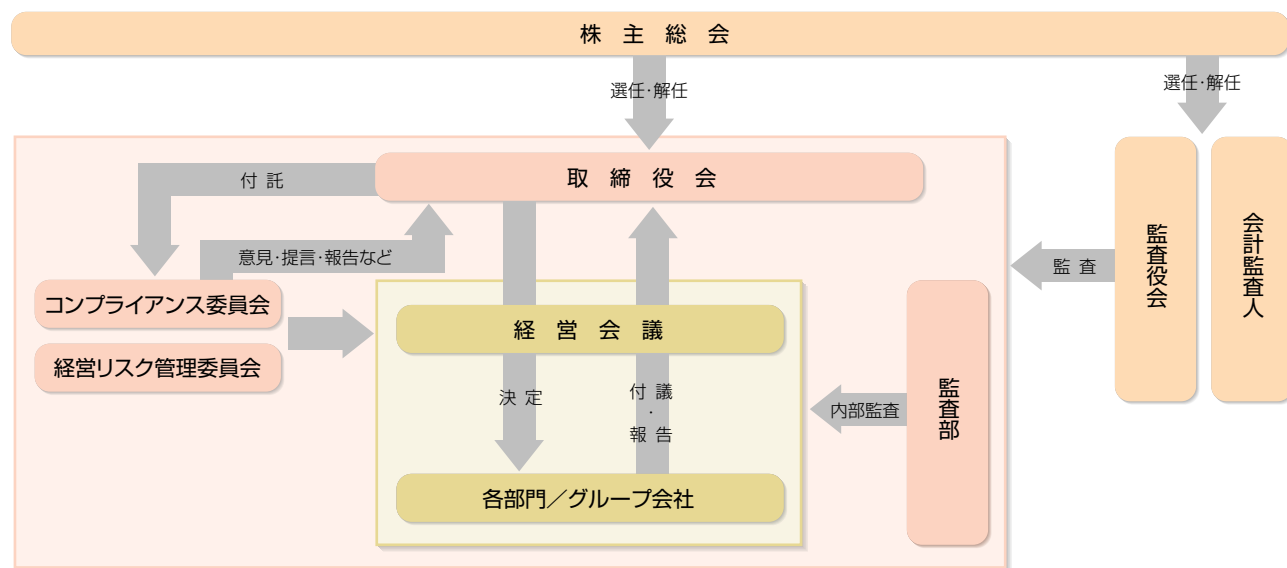 株主総会
選任・解任
選任・解任
取締役会
付託
意見・提言・報告など
コンプライアンス委員会
経営リスク管理委員会
経営会議
決定
付議
・
報告
各部門／グループ会社
内部監査
監査部
監査
監査役会
会計監査人